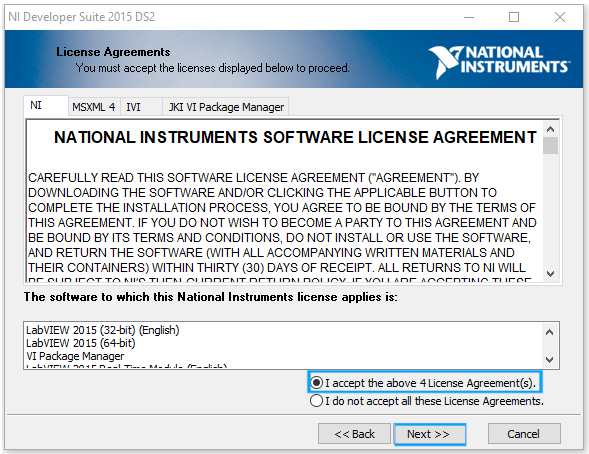 NI Developer Suite 2015 DS2
License Agreements
You must accept the licenses displayed below to proceed.
NATIONAL
INSTRUMENTS™
NI
MSXML 4
IVI
JKI VI Package Manager
NATIONAL INSTRUMENTS SOFTWARE LICENSE AGREEMENT
CAREFULLY READ THIS SOFTWARE LICENSE AGREEMENT ("AGREEMENT"). BY
DOWNLOADING THE SOFTWARE AND/OR CLICKING THE APPLICABLE BUTTON TO
COMPLETE THE INSTALLATION PROCESS, YOU AGREE TO BE BOUND BY THE TERMS OF
THIS AGREEMENT. IF YOU DO NOT WISH TO BECOME A PARTY TO THIS AGREEMENT AND
BE BOUND BY ITS TERMS AND CONDITIONS, DO NOT INSTALL OR USE THE SOFTWARE,
AND RETURN THE SOFTWARE (WITH ALL ACCOMPANYING WRITTEN MATERIALS AND
THEIR CONTAINERS) WITHIN THIRTY (30) DAYS OF RECEIPT. ALL RETURNS TO NI WILL
BE SUBJECT TO NI'S THEN-CURRENT RETURN POLICY. IF YOU ARE ACCEPTING THESE
The software to which this National Instruments license applies is:
LabVIEW 2015 (32-bit) (English)
LabVIEW 2015 (64-bit)
VI Package Manager
LabVIEW 2015 Real-Time Module (English)
I accept the above 4 License Agreement(s).
I do not accept all these License Agreements.
<< Back
Next >>
Cancel